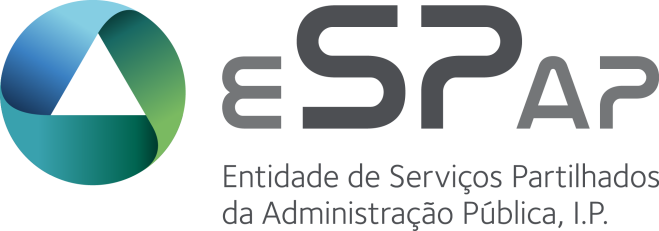 eSPap
Entidade de Serviços Partilhados
da Administração Pública, I.P.